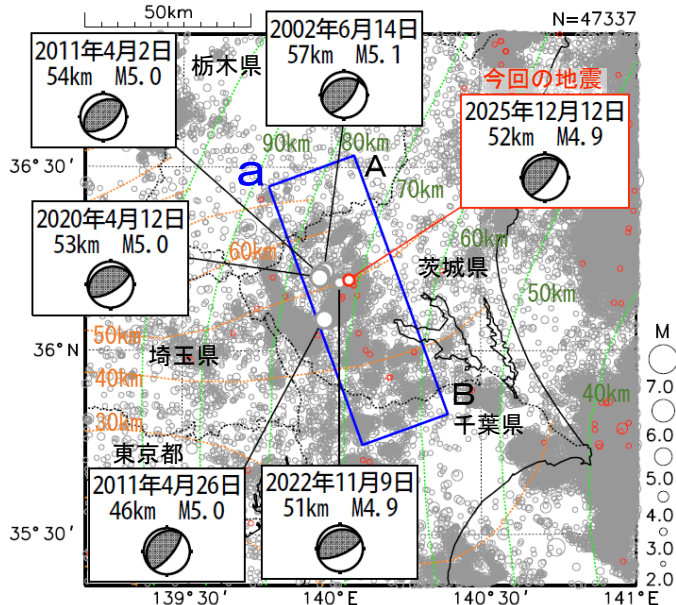 50km
N=47337
2011年4月2日
54km M5.0
栃木県
2002年6月14日
57km M5.1
今回の地震
2025年12月12日
52km M4.9
36°30'
a
90km
80km
A
70km
2020年4月12日
53km M5.0
60km
60km
茨城県
50km
50km
36°N
埼玉県
40km
B
40km
30km
千葉県
東京都
2011年4月26日
46km M5.0
2022年11月9日
51km M4.9
35°30'
139°30'
140°E
140°30'
141°E
M
7.0
6.0
5.0
4.0
3.0
2.0